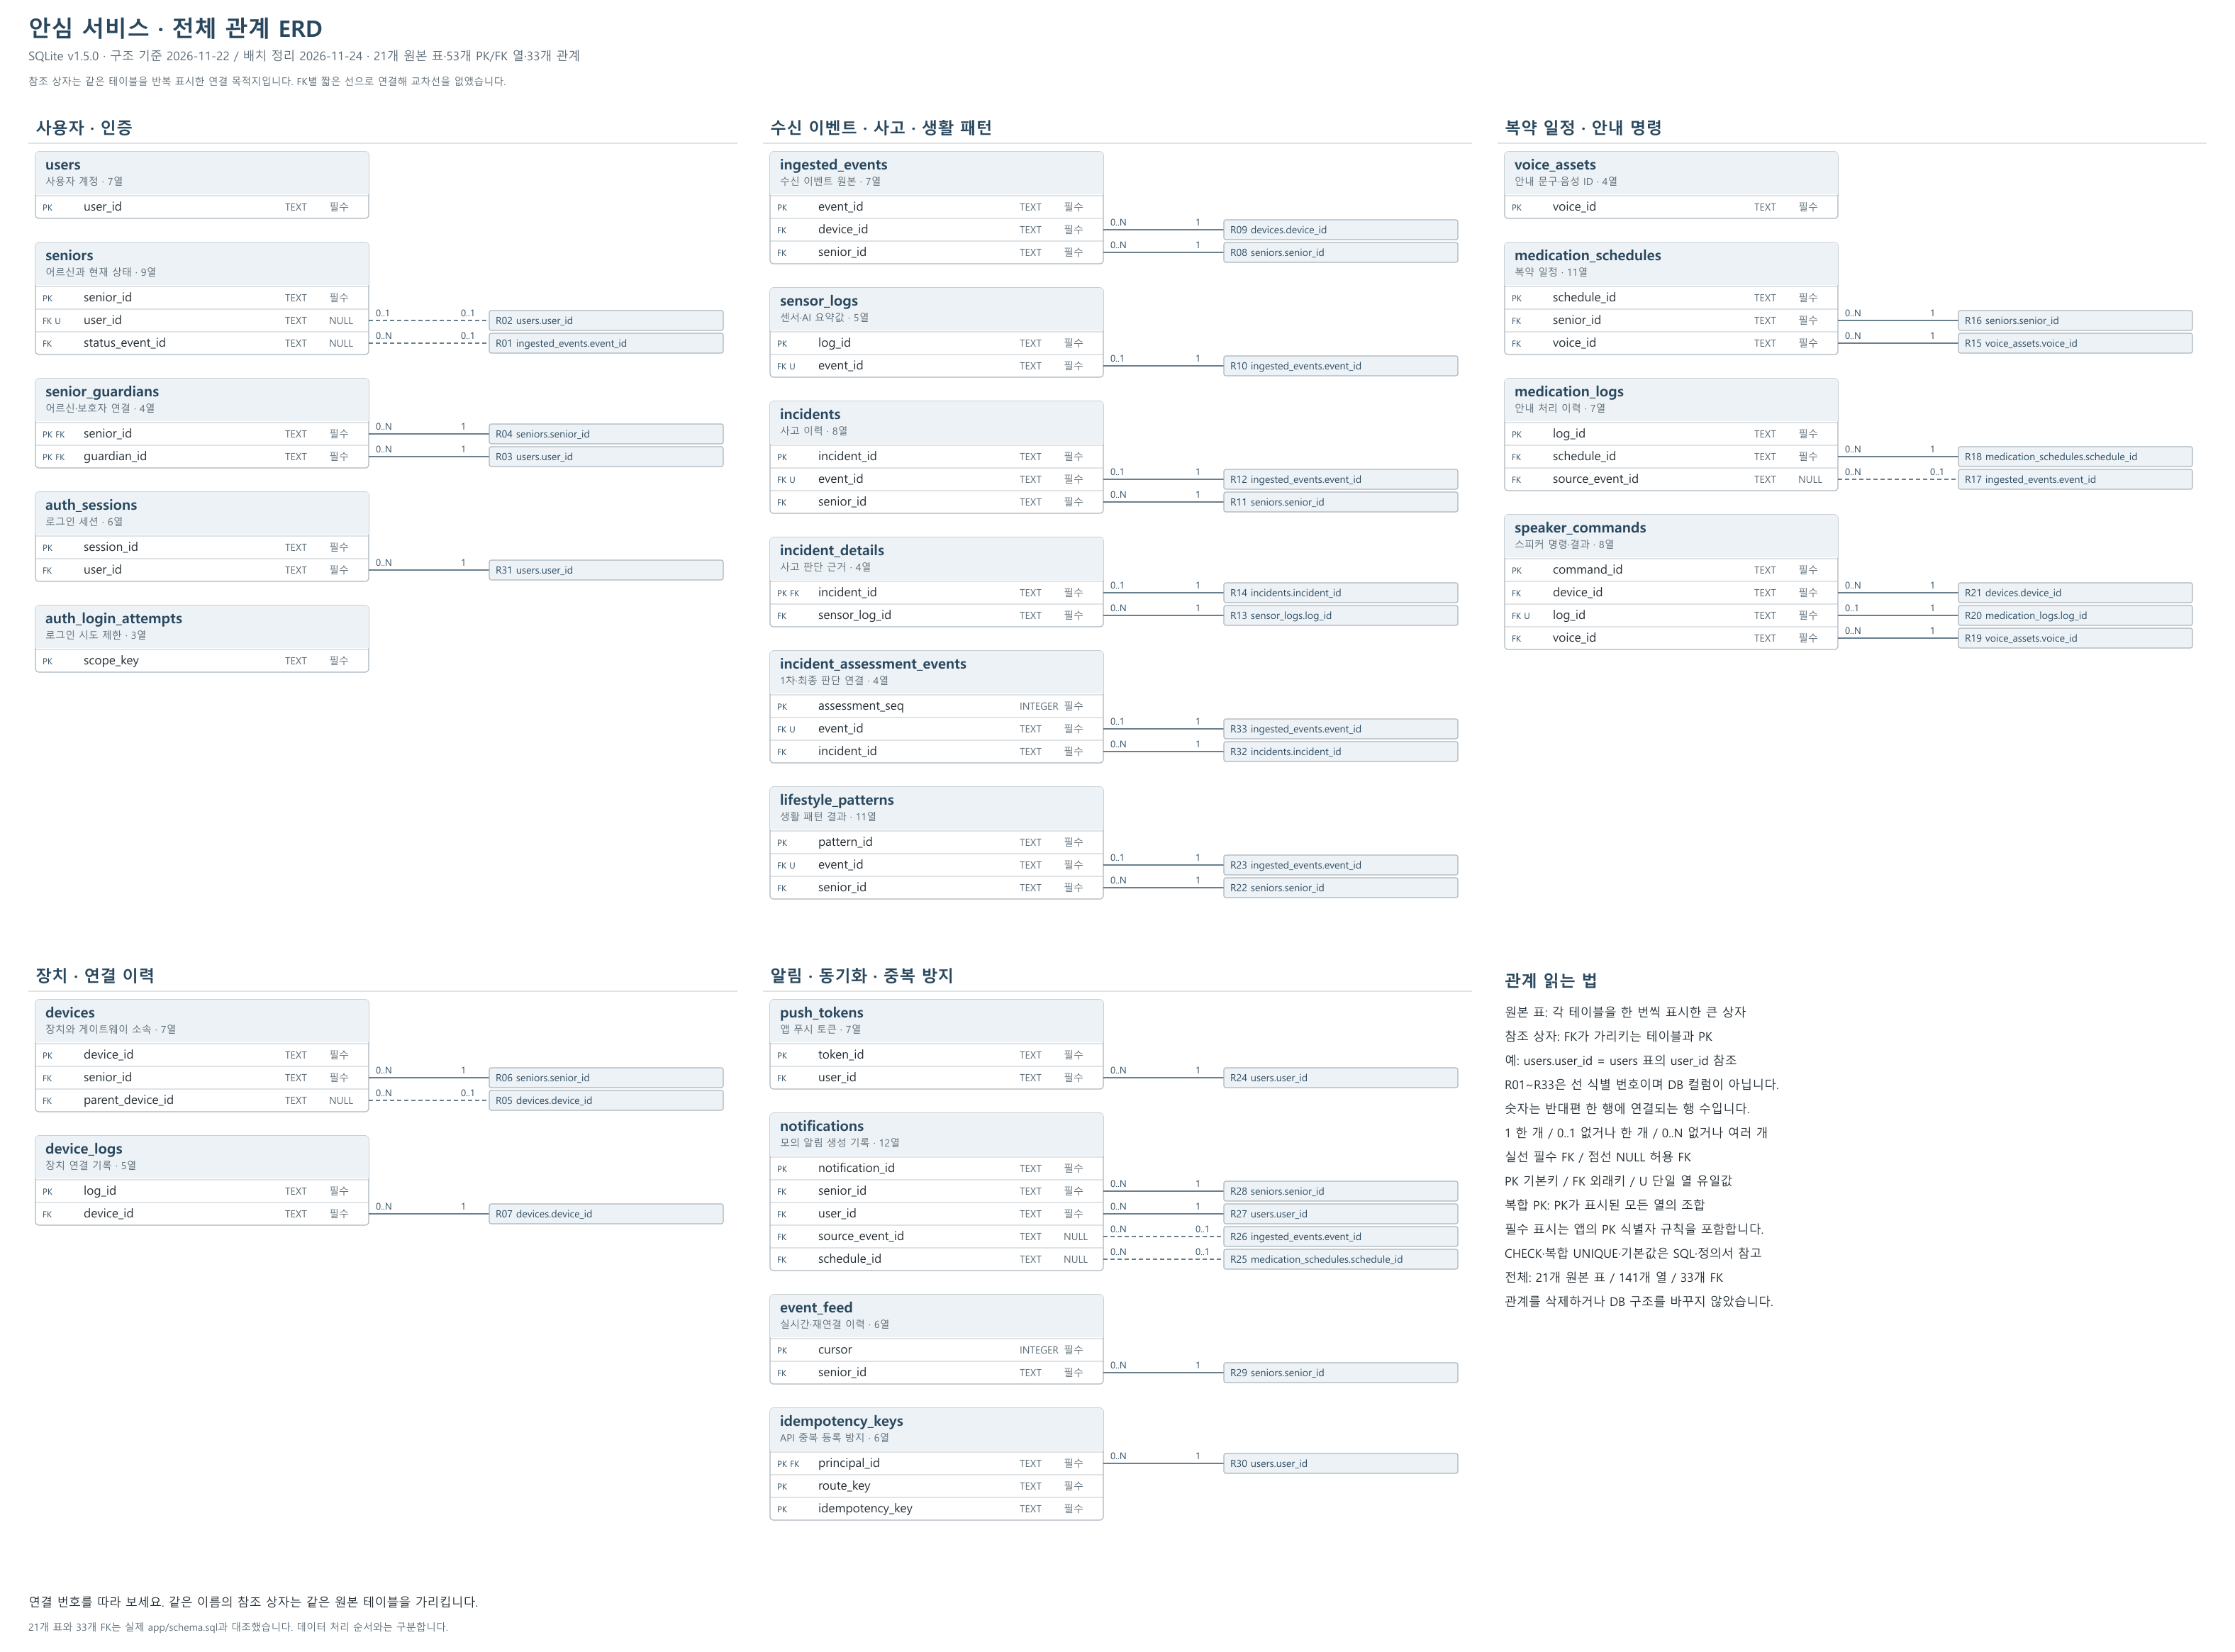 안심 서비스 · 전체 관계 ERD
SQLite v1.5.0 · 구조 기준 2026-11-22 / 배치 정리 2026-11-24 · 21개 원본 표·53개 PK/FK 열·33개 관계
참조 상자는 같은 테이블을 반복 표시한 연결 목적지입니다. FK별 짧은 선으로 연결해 교차선을 없앴습니다.
사용자 · 인증
users
사용자 계정 · 7열
PK user_id TEXT 필수
seniors
어르신과 현재 상태 · 9열
PK senior_id TEXT 필수
FK U user_id TEXT NULL 0..1 0..1 R02 users.user_id
FK status_event_id TEXT NULL 0..N 0..1 R01 ingested_events.event_id
senior_guardians
어르신·보호자 연결 · 4열
PK FK senior_id TEXT 필수 0..N 1 R04 seniors.senior_id
PK FK guardian_id TEXT 필수 0..N 1 R03 users.user_id
auth_sessions
로그인 세션 · 6열
PK session_id TEXT 필수
FK user_id TEXT 필수 0..N 1 R31 users.user_id
auth_login_attempts
로그인 시도 제한 · 3열
PK scope_key TEXT 필수
수신 이벤트 · 사고 · 생활 패턴
ingested_events
수신 이벤트 원본 · 7열
PK event_id TEXT 필수
FK device_id TEXT 필수 0..N 1 R09 devices.device_id
FK senior_id TEXT 필수 0..N 1 R08 seniors.senior_id
sensor_logs
센서·AI 요약값 · 5열
PK log_id TEXT 필수
FK U event_id TEXT 필수 0..1 1 R10 ingested_events.event_id
incidents
사고 이력 · 8열
PK incident_id TEXT 필수
FK U event_id TEXT 필수 0..1 1 R12 ingested_events.event_id
FK senior_id TEXT 필수 0..N 1 R11 seniors.senior_id
incident_details
사고 판단 근거 · 4열
PK FK incident_id TEXT 필수 0..1 1 R14 incidents.incident_id
FK sensor_log_id TEXT 필수 0..N 1 R13 sensor_logs.log_id
incident_assessment_events
1차·최종 판단 연결 · 4열
PK assessment_seq INTEGER 필수
FK U event_id TEXT 필수 0..1 1 R33 ingested_events.event_id
FK incident_id TEXT 필수 0..N 1 R32 incidents.incident_id
lifestyle_patterns
생활 패턴 결과 · 11열
PK pattern_id TEXT 필수
FK U event_id TEXT 필수 0..1 1 R23 ingested_events.event_id
FK senior_id TEXT 필수 0..N 1 R22 seniors.senior_id
복약 일정 · 안내 명령
voice_assets
안내 문구·음성 ID · 4열
PK voice_id TEXT 필수
medication_schedules
복약 일정 · 11열
PK schedule_id TEXT 필수
FK senior_id TEXT 필수 0..N 1 R16 seniors.senior_id
FK voice_id TEXT 필수 0..N 1 R15 voice_assets.voice_id
medication_logs
안내 처리 이력 · 7열
PK log_id TEXT 필수
FK schedule_id TEXT 필수 0..N 1 R18 medication_schedules.schedule_id
FK source_event_id TEXT NULL 0..N 0..1 R17 ingested_events.event_id
speaker_commands
스피커 명령·결과 · 8열
PK command_id TEXT 필수
FK device_id TEXT 필수 0..N 1 R21 devices.device_id
FK U log_id TEXT 필수 0..1 1 R20 medication_logs.log_id
FK voice_id TEXT 필수 0..N 1 R19 voice_assets.voice_id
장치 · 연결 이력
devices
장치와 게이트웨이 소속 · 7열
PK device_id TEXT 필수
FK senior_id TEXT 필수 0..N 1 R06 seniors.senior_id
FK parent_device_id TEXT NULL 0..N 0..1 R05 devices.device_id
device_logs
장치 연결 기록 · 5열
PK log_id TEXT 필수
FK device_id TEXT 필수 0..N 1 R07 devices.device_id
알림 · 동기화 · 중복 방지
push_tokens
앱 푸시 토큰 · 7열
PK token_id TEXT 필수
FK user_id TEXT 필수 0..N 1 R24 users.user_id
notifications
모의 알림 생성 기록 · 12열
PK notification_id TEXT 필수
FK senior_id TEXT 필수 0..N 1 R28 seniors.senior_id
FK user_id TEXT 필수 0..N 1 R27 users.user_id
FK source_event_id TEXT NULL 0..N 0..1 R26 ingested_events.event_id
FK schedule_id TEXT NULL 0..N 0..1 R25 medication_schedules.schedule_id
event_feed
실시간·재연결 이력 · 6열
PK cursor INTEGER 필수
FK senior_id TEXT 필수 0..N 1 R29 seniors.senior_id
idempotency_keys
API 중복 등록 방지 · 6열
PK FK principal_id TEXT 필수 0..N 1 R30 users.user_id
PK route_key TEXT 필수
PK idempotency_key TEXT 필수
관계 읽는 법
원본 표: 각 테이블을 한 번씩 표시한 큰 상자
참조 상자: FK가 가리키는 테이블과 PK
예: users.user_id = users 표의 user_id 참조
R01~R33은 선 식별 번호이며 DB 컬럼이 아닙니다.
숫자는 반대편 한 행에 연결되는 행 수입니다.
1 한 개 / 0..1 없거나 한 개 / 0..N 없거나 여러 개
실선 필수 FK / 점선 NULL 허용 FK
PK 기본키 / FK 외래키 / U 단일 열 유일값
복합 PK: PK가 표시된 모든 열의 조합
필수 표시는 앱의 PK 식별자 규칙을 포함합니다.
CHECK·복합 UNIQUE·기본값은 SQL·정의서 참고
전체: 21개 원본 표 / 141개 열 / 33개 FK
관계를 삭제하거나 DB 구조를 바꾸지 않았습니다.
연결 번호를 따라 보세요. 같은 이름의 참조 상자는 같은 원본 테이블을 가리킵니다.
21개 표와 33개 FK는 실제 app/schema.sql과 대조했습니다. 데이터 처리 순서와는 구분합니다.